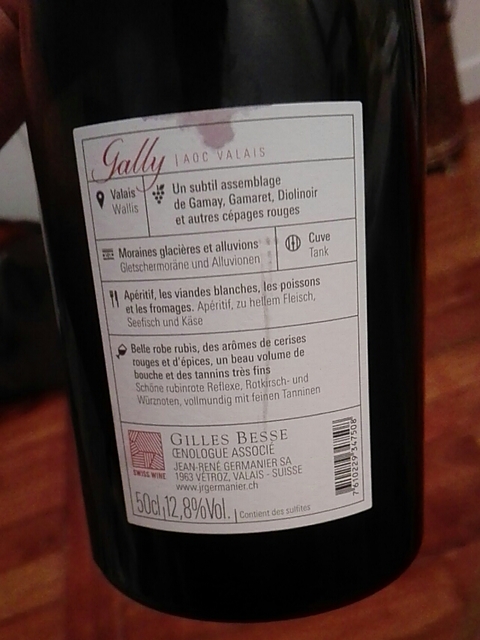 Gally | AOC VALAIS
Valais
Wallis
Un subtil assemblage
de Gamay, Gamaret, Diolinoir
et autres cépages rouges
Moraines glacières et alluvions
Gletschermoräne und Alluvionen
Cuve
Tank
Apéritif, les viandes blanches, les poissons
et les fromages. Apéritif, zu hellem Fleisch,
Seefisch und Käse
Belle robe rubis, des arômes de cerises
rouges et d'épices, un beau volume de
bouche et des tannins très fins
Schöne rubinrote Reflexe, Rotkirsch- und
Würznoten, vollmundig mit feinen Tanninen
SWISS WINE
GILLES BESSE
ŒNOLOGUE ASSOCIÉ
JEAN-RENÉ GERMANIER SA
1963 VÉTROZ, VALAIS - SUISSE
www.jrgermanier.ch
50cl 12,8%Vol. Contient des sulfites
7610229347508